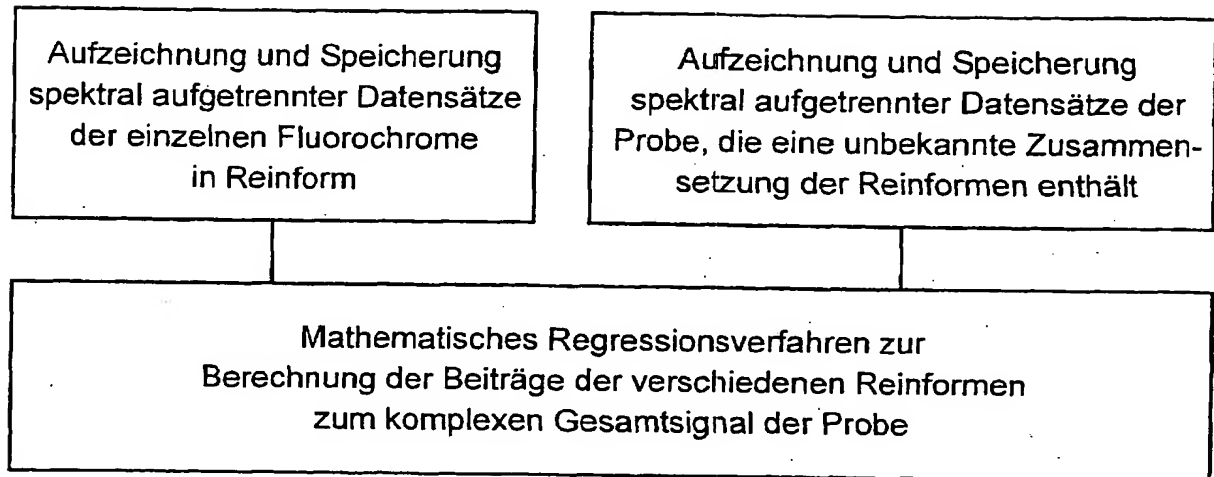 Aufzeichnung und Speicherung
spektral aufgetrennter Datensätze
der einzelnen Fluorochrome
in Reinform
Aufzeichnung und Speicherung
spektral aufgetrennter Datensätze der
Probe, die eine unbekannte Zusammen-
setzung der Reinformen enthält
Mathematisches Regressionsverfahren zur
Berechnung der Beiträge der verschiedenen Reinformen
zum komplexen Gesamtsignal der Probe